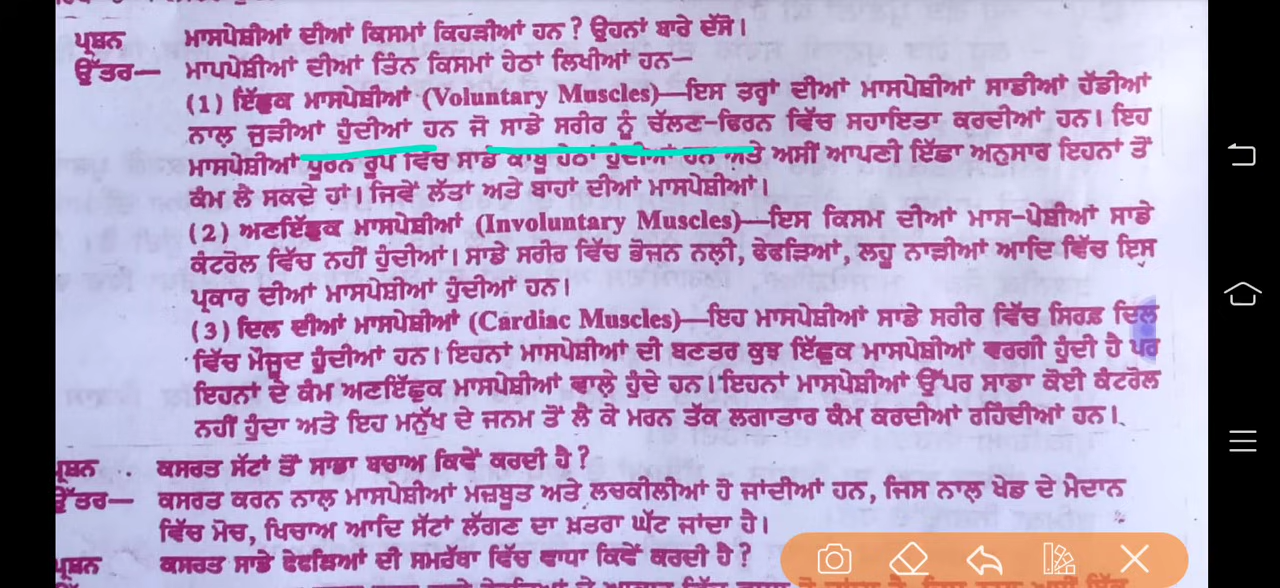 ਪ੍ਰਸ਼ਨ ਮਾਸਪੇਸ਼ੀਆਂ ਦੀਆਂ ਕਿਸਮਾਂ ਕਿਹੜੀਆਂ ਹਨ ? ਉਹਨਾਂ ਬਾਰੇ ਦੱਸੋ।
ਉੱਤਰ— ਮਾਪਪੇਸ਼ੀਆਂ ਦੀਆਂ ਤਿੰਨ ਕਿਸਮਾਂ ਹੇਠਾਂ ਲਿਖੀਆਂ ਹਨ—
(1) ਇੱਛੁਕ ਮਾਸਪੇਸ਼ੀਆਂ (Voluntary Muscles)—ਇਸ ਤਰ੍ਹਾਂ ਦੀਆਂ ਮਾਸਪੇਸ਼ੀਆਂ ਸਾਡੀਆਂ ਹੱਡੀਆਂ
ਨਾਲ ਜੁੜੀਆਂ ਹੁੰਦੀਆਂ ਹਨ ਜੋ ਸਾਡੇ ਸਰੀਰ ਨੂੰ ਚੱਲਣ-ਫਿਰਨ ਵਿੱਚ ਸਹਾਇਤਾ ਕਰਦੀਆਂ ਹਨ। ਇਹ
ਮਾਸਪੇਸ਼ੀਆਂ ਪੂਰਨ ਰੂਪ ਵਿੱਚ ਸਾਡੇ ਕਾਬੂ ਹੇਠਾਂ ਹੁੰਦੀਆਂ ਹਨ ਅਤੇ ਅਸੀਂ ਆਪਣੀ ਇੱਛਾ ਅਨੁਸਾਰ ਇਹਨਾਂ ਤੋਂ
ਕੰਮ ਲੈ ਸਕਦੇ ਹਾਂ। ਜਿਵੇਂ ਲੱਤਾਂ ਅਤੇ ਬਾਹਾਂ ਦੀਆਂ ਮਾਸਪੇਸ਼ੀਆਂ।
(2) ਅਣਇੱਛੁਕ ਮਾਸਪੇਸ਼ੀਆਂ (Involuntary Muscles)—ਇਸ ਕਿਸਮ ਦੀਆਂ ਮਾਸ-ਪੇਸ਼ੀਆਂ ਸਾਡੇ
ਕੰਟਰੋਲ ਵਿੱਚ ਨਹੀਂ ਹੁੰਦੀਆਂ। ਸਾਡੇ ਸਰੀਰ ਵਿੱਚ ਭੋਜਨ ਨਲੀ, ਫੇਫੜਿਆਂ, ਲਹੂ ਨਾੜੀਆਂ ਆਦਿ ਵਿੱਚ ਇਸ
ਪ੍ਰਕਾਰ ਦੀਆਂ ਮਾਸਪੇਸ਼ੀਆਂ ਹੁੰਦੀਆਂ ਹਨ।
(3) ਦਿਲ ਦੀਆਂ ਮਾਸਪੇਸ਼ੀਆਂ (Cardiac Muscles)—ਇਹ ਮਾਸਪੇਸ਼ੀਆਂ ਸਾਡੇ ਸਰੀਰ ਵਿੱਚ ਸਿਰਫ਼ ਦਿਲ
ਵਿੱਚ ਮੌਜੂਦ ਹੁੰਦੀਆਂ ਹਨ। ਇਹਨਾਂ ਮਾਸਪੇਸ਼ੀਆਂ ਦੀ ਬਣਤਰ ਕੁਝ ਇੱਛੁਕ ਮਾਸਪੇਸ਼ੀਆਂ ਵਰਗੀ ਹੁੰਦੀ ਹੈ ਪਰ
ਇਹਨਾਂ ਦੇ ਕੰਮ ਅਣਇੱਛੁਕ ਮਾਸਪੇਸ਼ੀਆਂ ਵਾਲੇ ਹੁੰਦੇ ਹਨ। ਇਹਨਾਂ ਮਾਸਪੇਸ਼ੀਆਂ ਉੱਪਰ ਸਾਡਾ ਕੋਈ ਕੰਟਰੋਲ
ਨਹੀਂ ਹੁੰਦਾ ਅਤੇ ਇਹ ਮਨੁੱਖ ਦੇ ਜਨਮ ਤੋਂ ਲੈ ਕੇ ਮਰਨ ਤੱਕ ਲਗਾਤਾਰ ਕੰਮ ਕਰਦੀਆਂ ਰਹਿਦੀਆਂ ਹਨ।
ਪ੍ਰਸ਼ਨ ਕਸਰਤ ਸੱਟਾਂ ਤੋਂ ਸਾਡਾ ਬਚਾਅ ਕਿਵੇਂ ਕਰਦੀ ਹੈ ?
ਉੱਤਰ— ਕਸਰਤ ਕਰਨ ਨਾਲ ਮਾਸਪੇਸ਼ੀਆਂ ਮਜ਼ਬੂਤ ਅਤੇ ਲਚਕੀਲੀਆਂ ਹੋ ਜਾਂਦੀਆਂ ਹਨ, ਜਿਸ ਨਾਲ ਖੇਡ ਦੇ ਮੈਦਾਨ
ਵਿੱਚ ਮੋਚ, ਖਿਚਾਅ ਆਦਿ ਸੱਟਾਂ ਲੱਗਣ ਦਾ ਖ਼ਤਰਾ ਘੱਟ ਜਾਂਦਾ ਹੈ।
ਪ੍ਰਸ਼ਨ ਕਸਰਤ ਸਾਡੇ ਫੇਫੜਿਆਂ ਦੀ ਸਮਰੱਥਾ ਵਿੱਚ ਵਾਧਾ ਕਿਵੇਂ ਕਰਦੀ ਹੈ ?